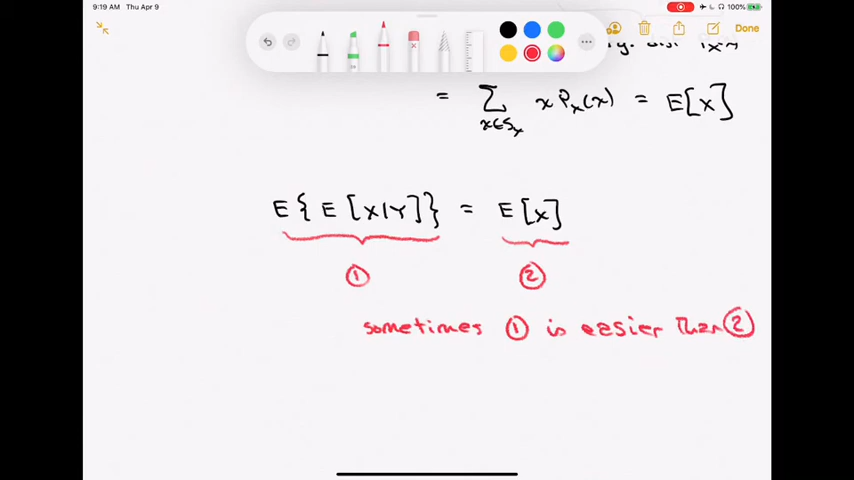 9:19 AM Thu Apr 9
100%
Done
= ∑ x P_X(x) = E[X]
x∈S_X
E{E[X|Y]} = E[X]
① ②
sometimes ① is easier than ②